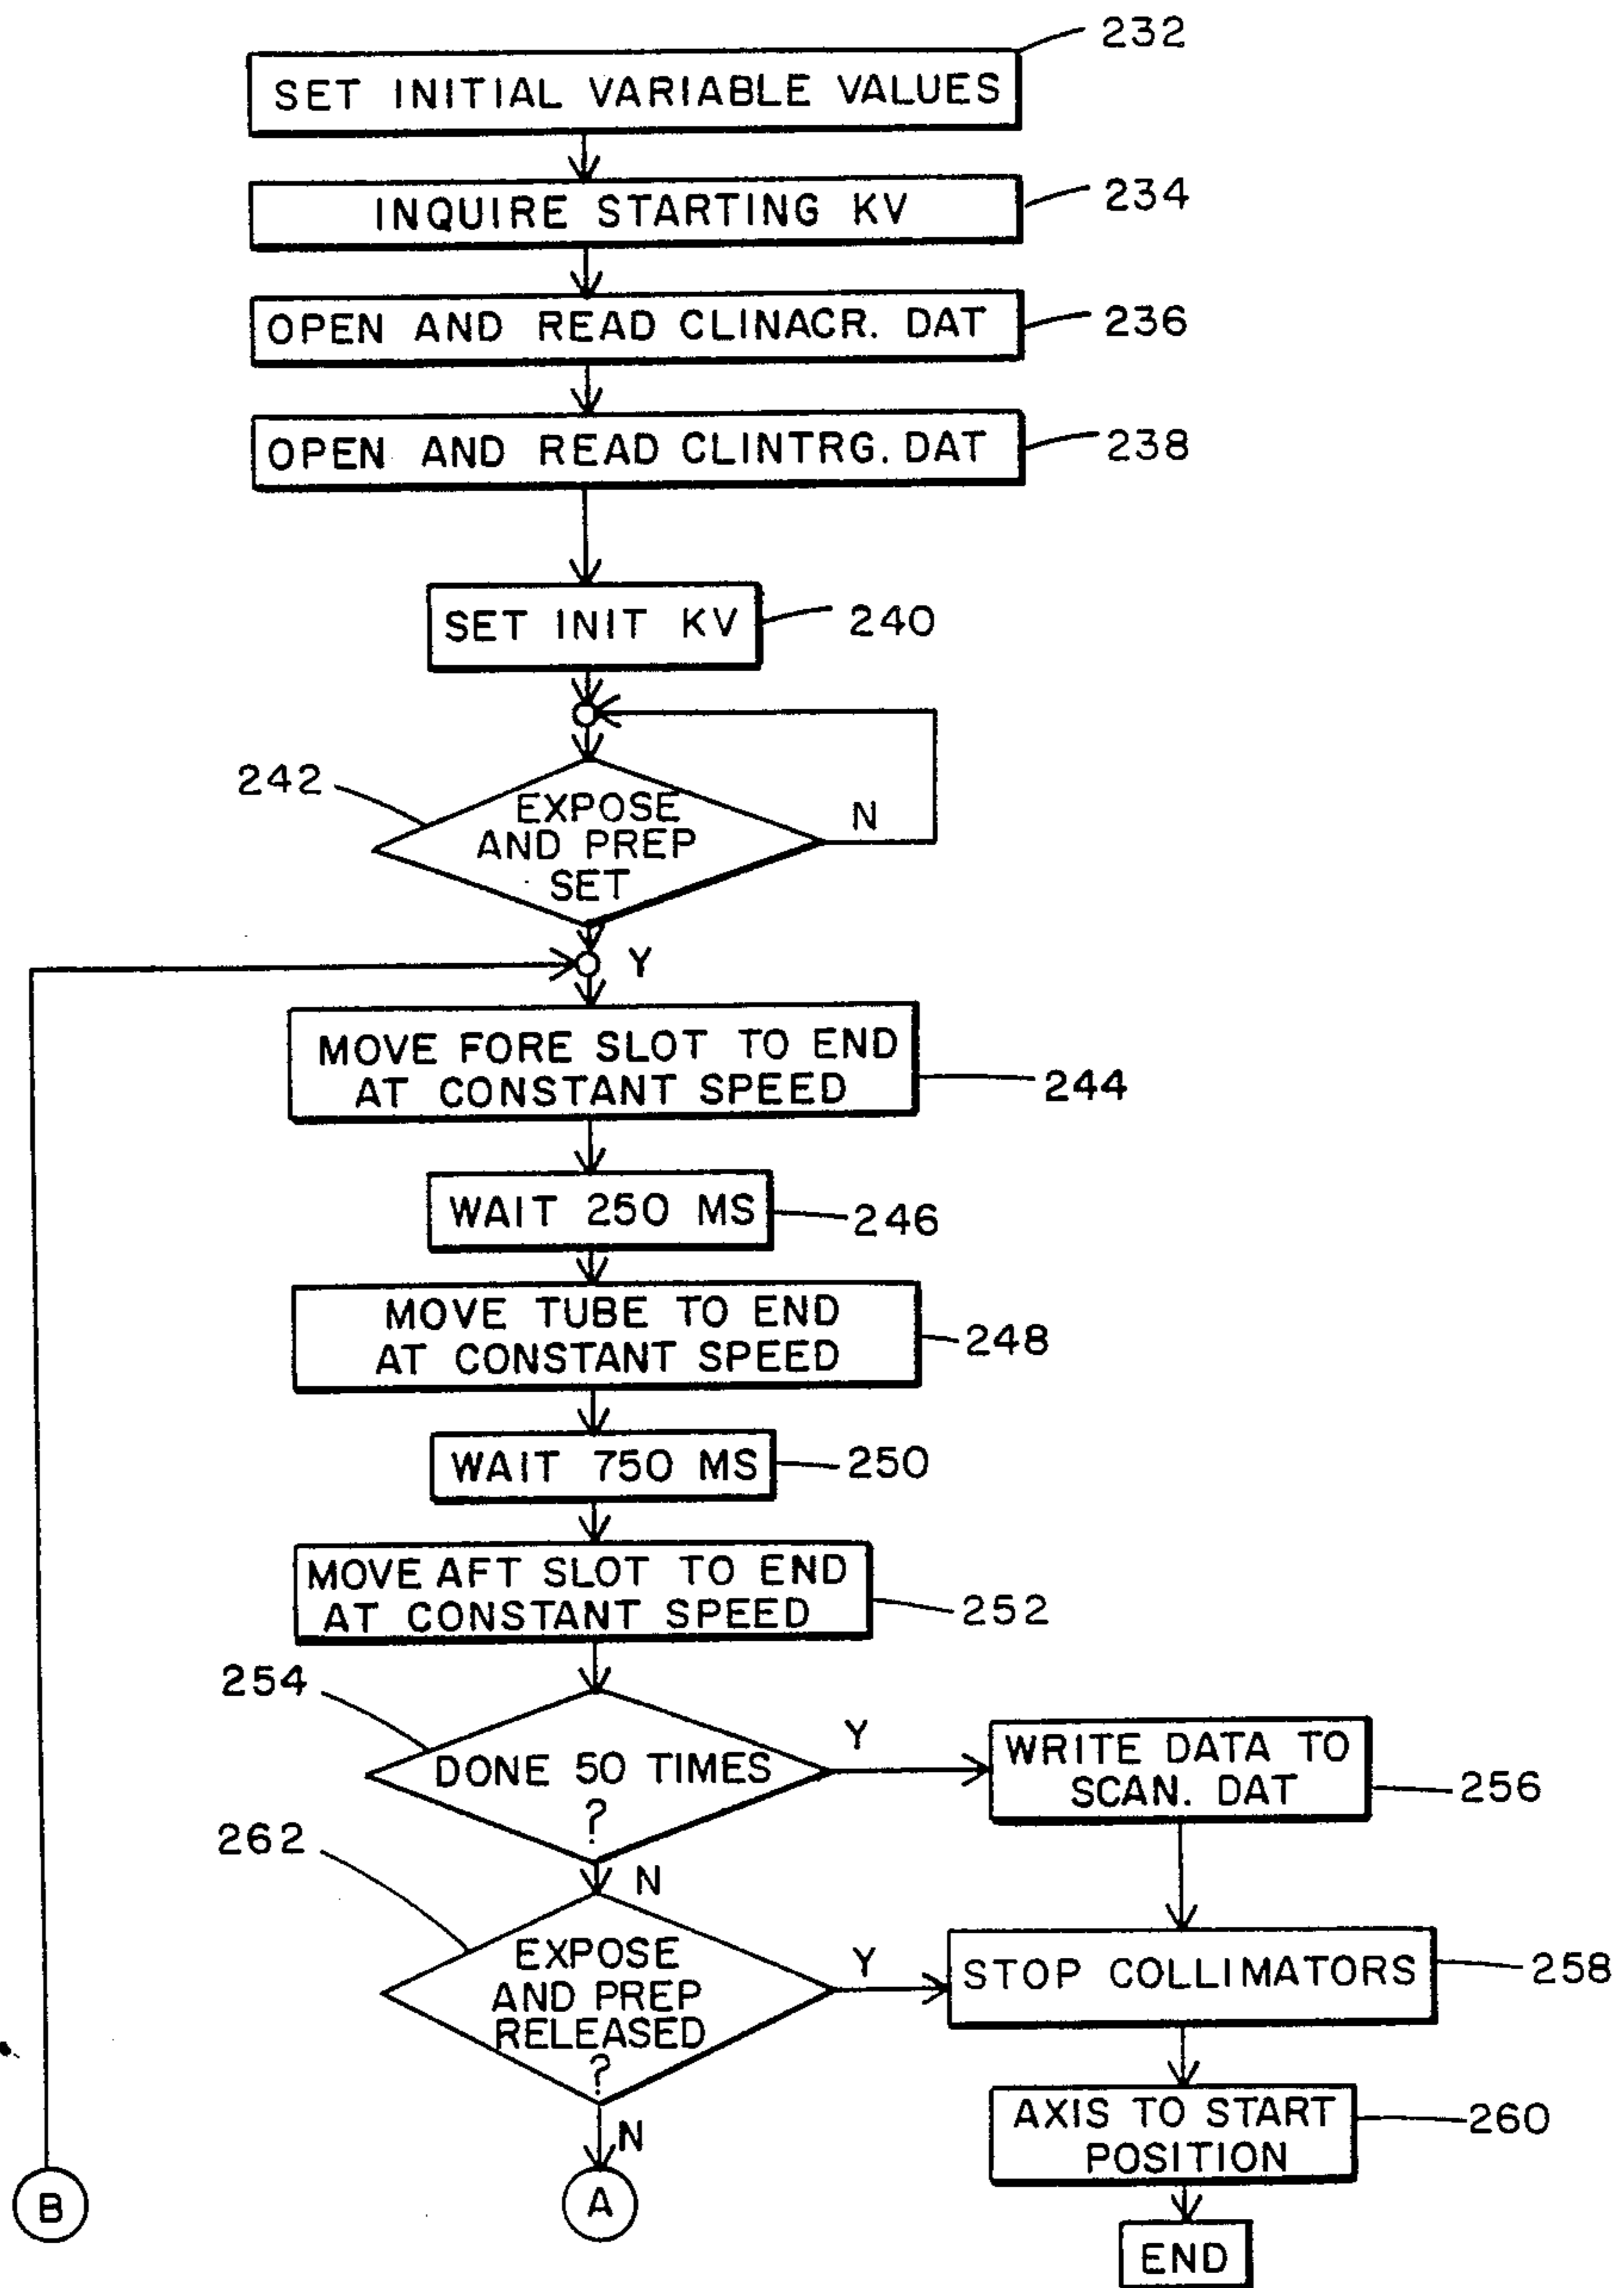 232
SET INITIAL VARIABLE VALUES
INQUIRE STARTING KV
234
OPEN AND READ CLINACR. DAT
236
OPEN AND READ CLINTRG. DAT
238
SET INIT KV
240
242
EXPOSE
AND PREP
SET
N
Y
MOVE FORE SLOT TO END
AT CONSTANT SPEED
244
WAIT 250 MS
246
MOVE TUBE TO END
AT CONSTANT SPEED
248
WAIT 750 MS
250
MOVE AFT SLOT TO END
AT CONSTANT SPEED
252
254
DONE 50 TIMES
?
Y
WRITE DATA TO
SCAN. DAT
256
262
N
EXPOSE
AND PREP
RELEASED
?
Y
STOP COLLIMATORS
258
N
AXIS TO START
POSITION
260
B
A
END